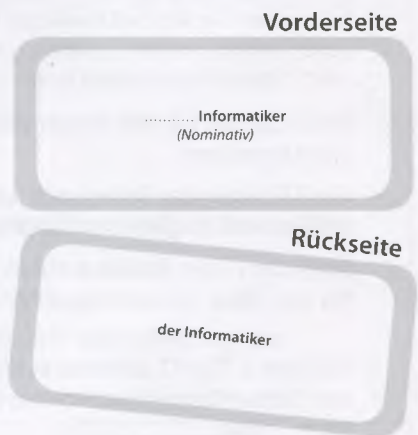 Vorderseite
........... Informatiker
(Nominativ)
Rückseite
der Informatiker